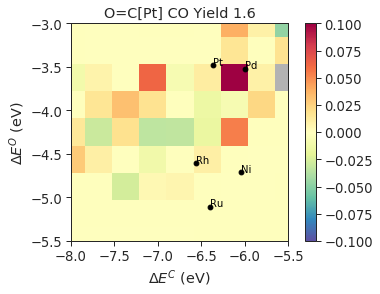 O=C[Pt] CO Yield 1.6
−3.0
−3.5
−4.0
−4.5
−5.0
−5.5
ΔE^O (eV)
Pt
Pd
Rh
Ni
Ru
−8.0 −7.5 −7.0 −6.5 −6.0 −5.5
ΔE^C (eV)
0.100
0.075
0.050
0.025
0.000
−0.025
−0.050
−0.075
−0.100